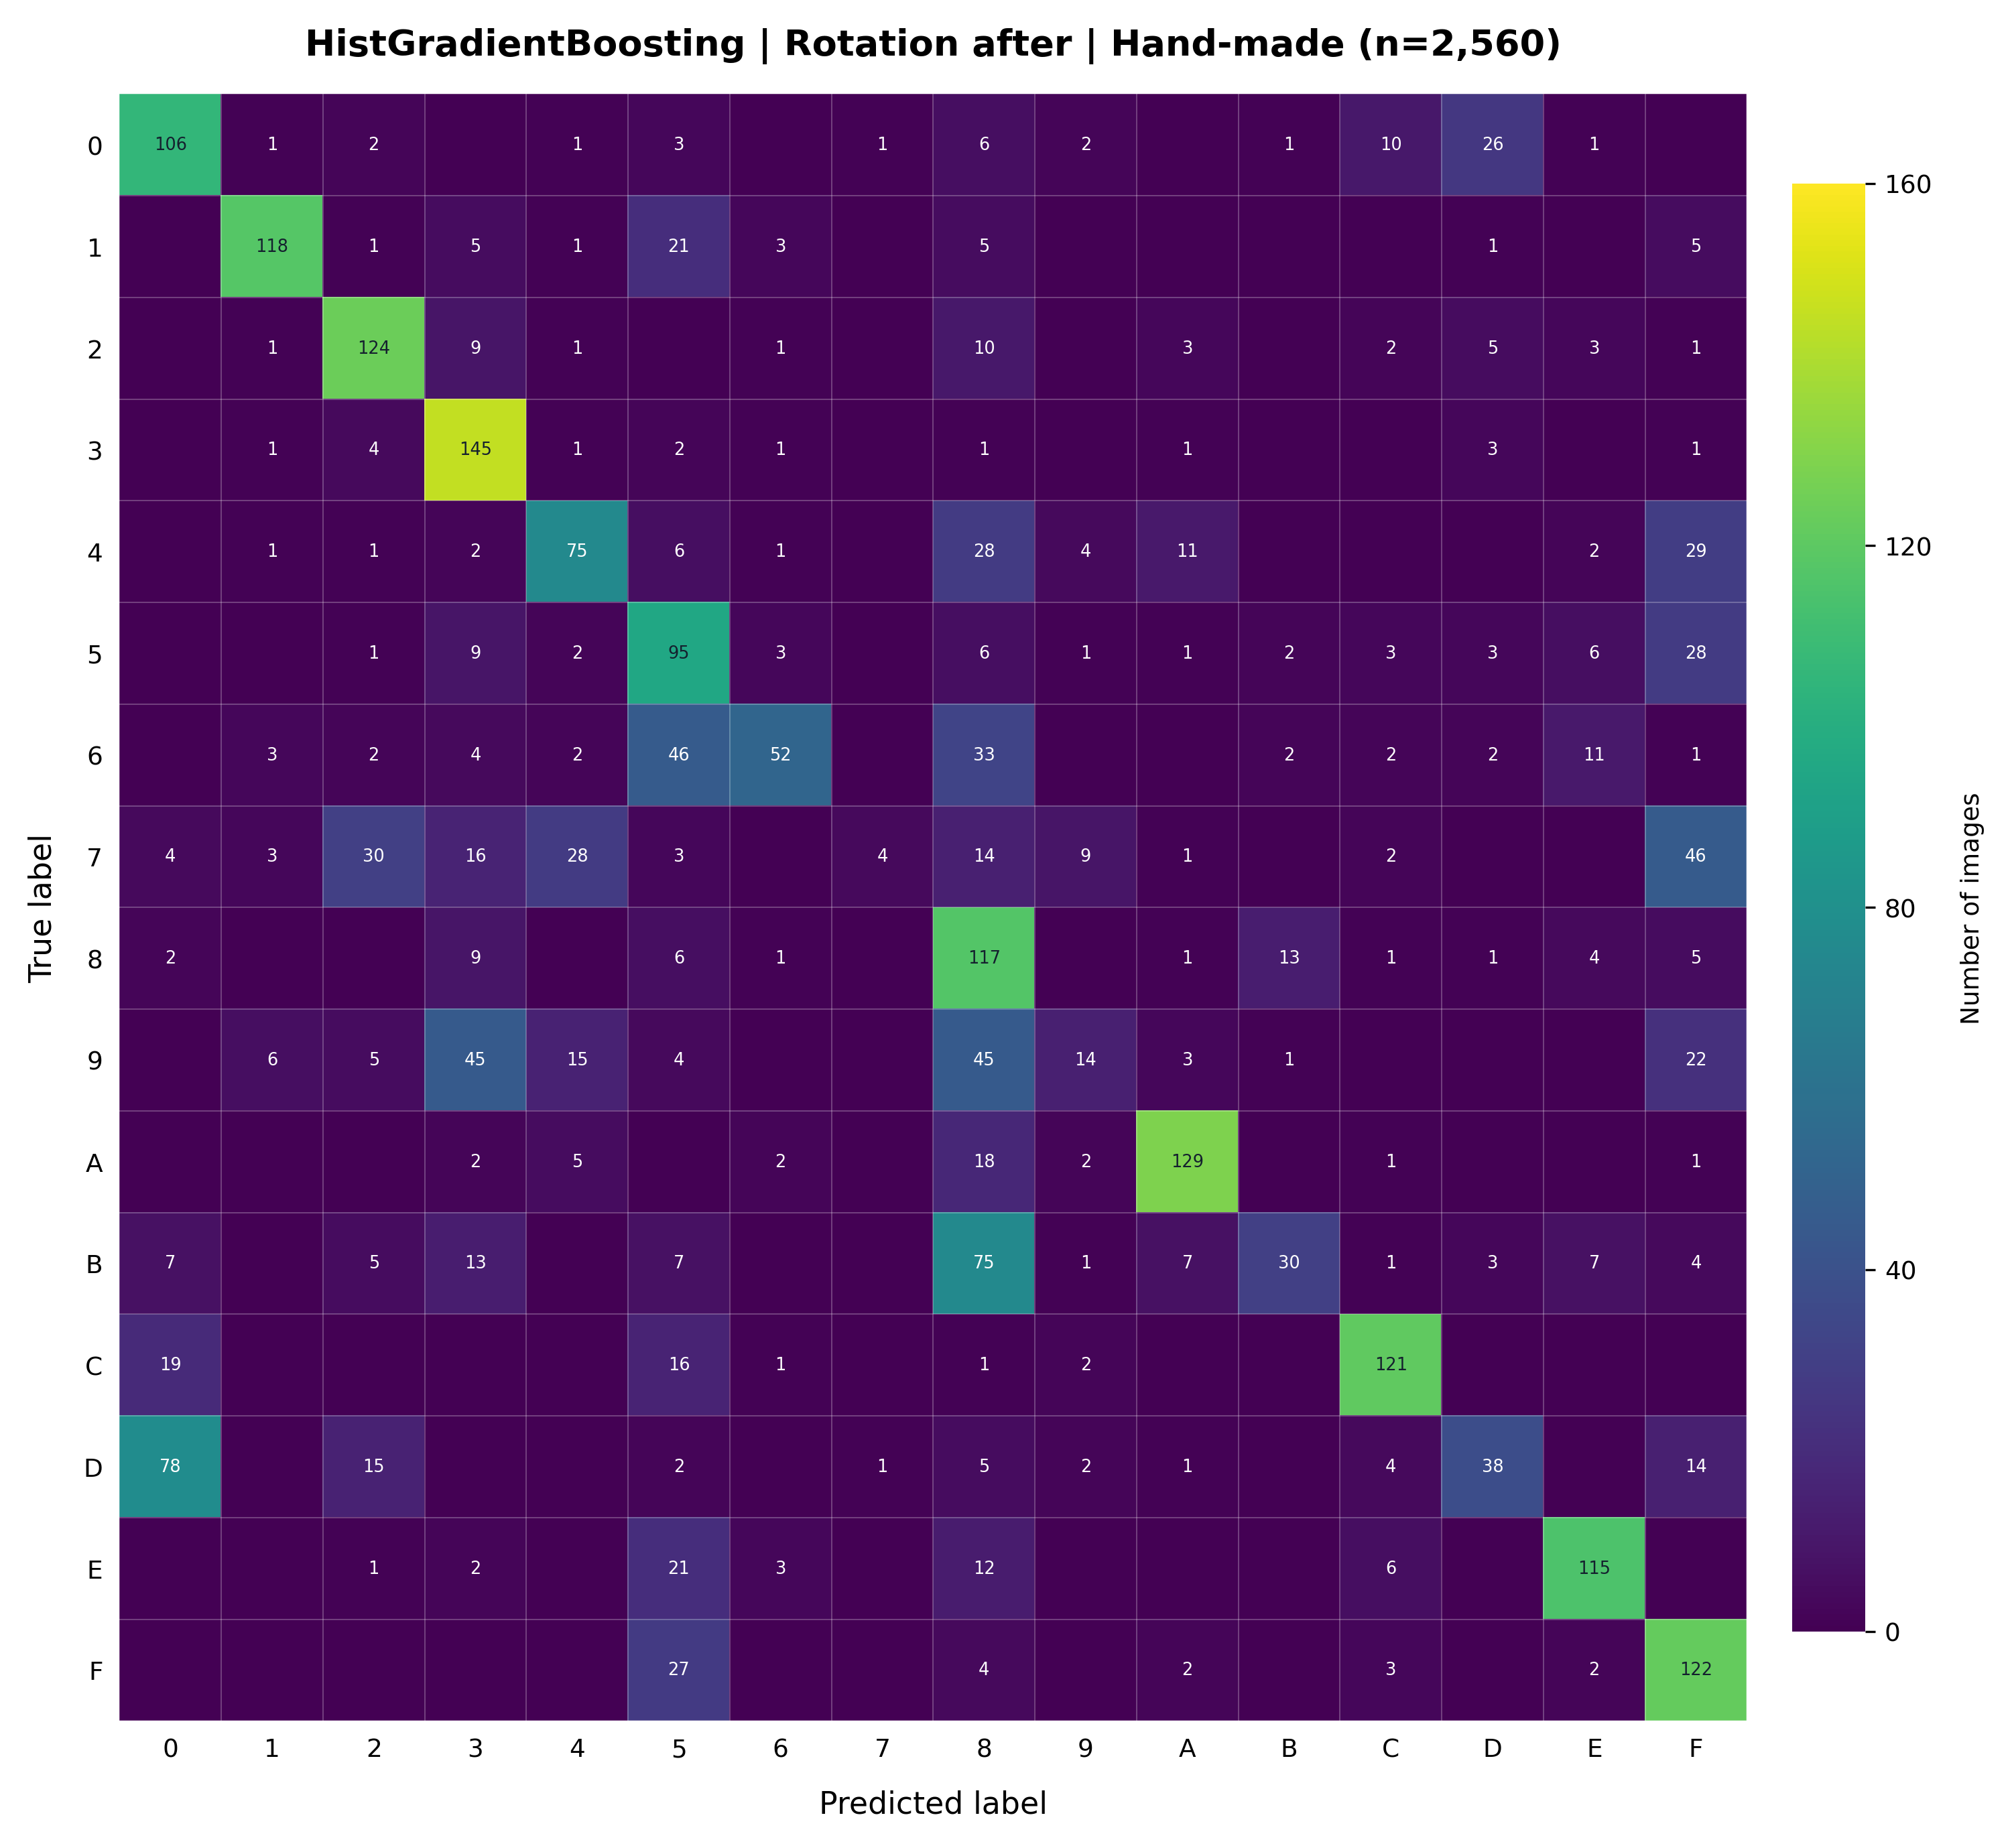 HistGradientBoosting | Rotation after | Hand-made (n=2,560)
0 106 1 2 1 3 1 6 2 1 10 26 1
1 118 1 5 1 21 3 5 1 5
2 1 124 9 1 1 10 3 2 5 3 1
3 1 4 145 1 2 1 1 1 3 1
4 1 1 2 75 6 1 28 4 11 2 29
5 1 9 2 95 3 6 1 1 2 3 3 6 28
6 3 2 4 2 46 52 33 2 2 2 11 1
7 4 3 30 16 28 3 4 14 9 1 2 46
8 2 9 6 1 117 1 13 1 1 4 5
9 6 5 45 15 4 45 14 3 1 22
A 2 5 2 18 2 129 1 1
B 7 5 13 7 75 1 7 30 1 3 7 4
C 19 16 1 1 2 121
D 78 15 2 1 5 2 1 4 38 14
E 1 2 21 3 12 6 115
F 27 4 2 3 2 122
0 1 2 3 4 5 6 7 8 9 A B C D E F
Predicted label
True label
160
120
80
40
0
Number of images